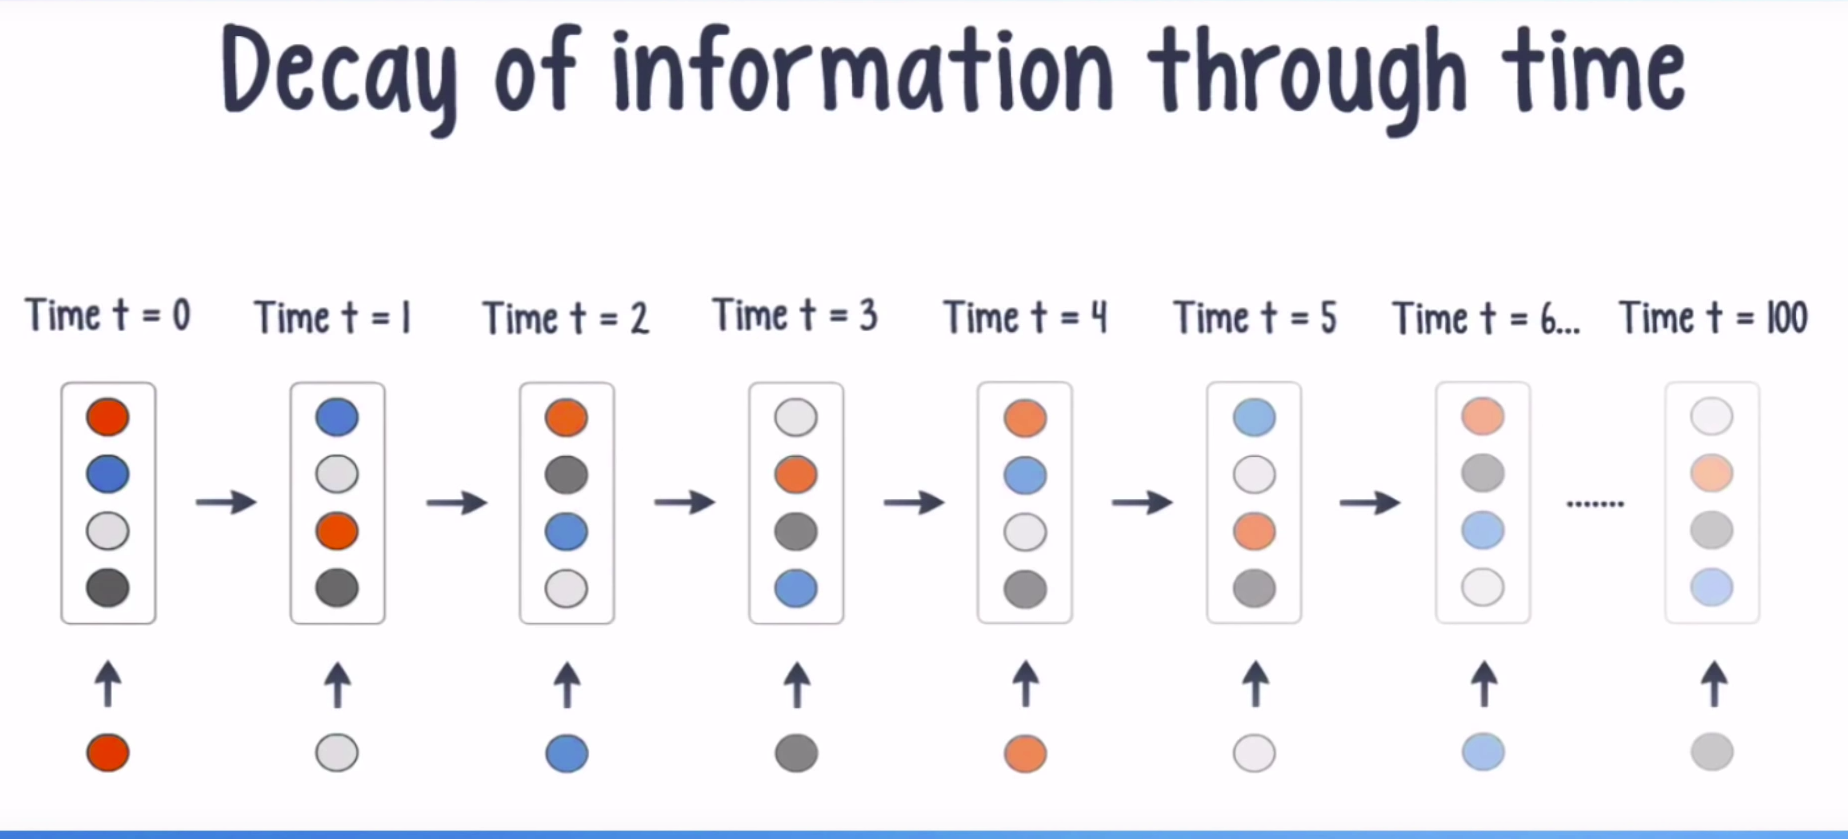 Decay of information through time
Time t = 0 Time t = 1 Time t = 2 Time t = 3 Time t = 4 Time t = 5 Time t = 6... Time t = 100
.......